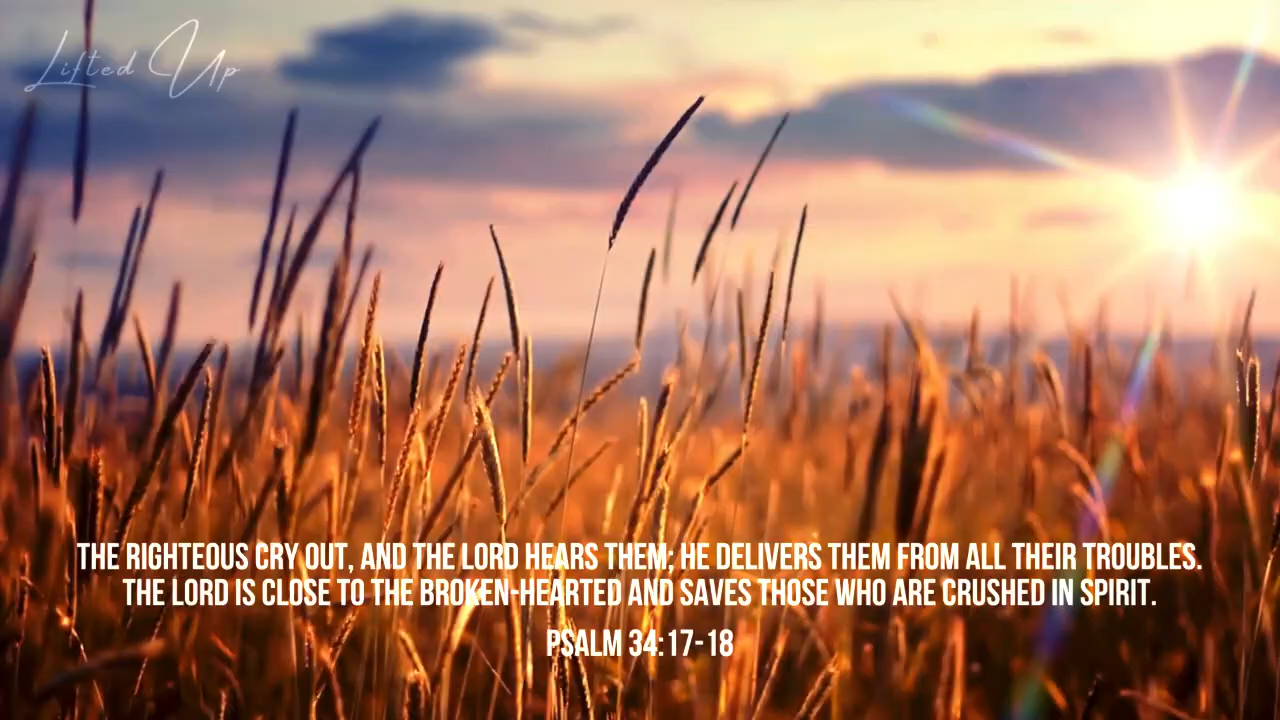 Lifted Up
THE RIGHTEOUS CRY OUT, AND THE LORD HEARS THEM; HE DELIVERS THEM FROM ALL THEIR TROUBLES.
THE LORD IS CLOSE TO THE BROKEN-HEARTED AND SAVES THOSE WHO ARE CRUSHED IN SPIRIT.
PSALM 34:17-18